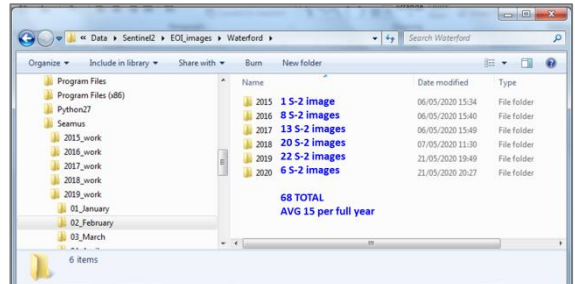 « Data ▸ Sentinel2 ▸ EOI_images ▸ Waterford ▸
Search Waterford
Organize ▾ Include in library ▾ Share with ▾ Burn New folder
Program Files
Program Files (x86)
Python27
Seamus
2015_work
2016_work
2017_work
2018_work
2019_work
01_January
02_February
03_March
Name Date modified Type
2015 1 S-2 image 06/05/2020 15:34 File folder
2016 8 S-2 images 06/05/2020 15:40 File folder
2017 13 S-2 images 06/05/2020 15:49 File folder
2018 20 S-2 images 07/05/2020 11:30 File folder
2019 22 S-2 images 21/05/2020 19:49 File folder
2020 6 S-2 images 21/05/2020 20:27 File folder
68 TOTAL
AVG 15 per full year
6 items